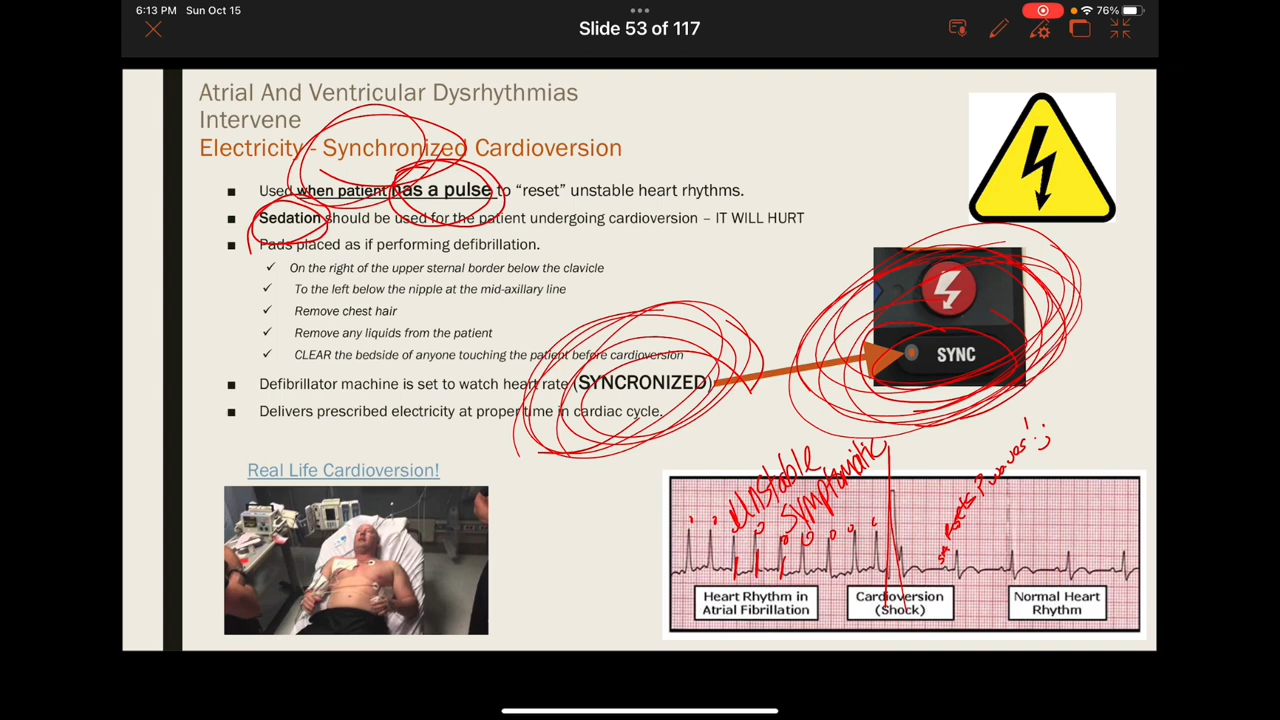 6:13 PM Sun Oct 15
76%
Slide 53 of 117
Atrial And Ventricular Dysrhythmias
Intervene
Electricity - Synchronized Cardioversion
■ Used when patient has a pulse to “reset” unstable heart rhythms.
■ Sedation should be used for the patient undergoing cardioversion – IT WILL HURT
■ Pads placed as if performing defibrillation.
✓ On the right of the upper sternal border below the clavicle
✓ To the left below the nipple at the mid-axillary line
✓ Remove chest hair
✓ Remove any liquids from the patient
✓ CLEAR the bedside of anyone touching the patient before cardioversion
■ Defibrillator machine is set to watch heart rate (SYNCRONIZED)
■ Delivers prescribed electricity at proper time in cardiac cycle.
SYNC
Real Life Cardioversion!
Unstable
Symptomatic
P waves!
Heart Rhythm in
Atrial Fibrillation
Cardioversion
(Shock)
Normal Heart
Rhythm